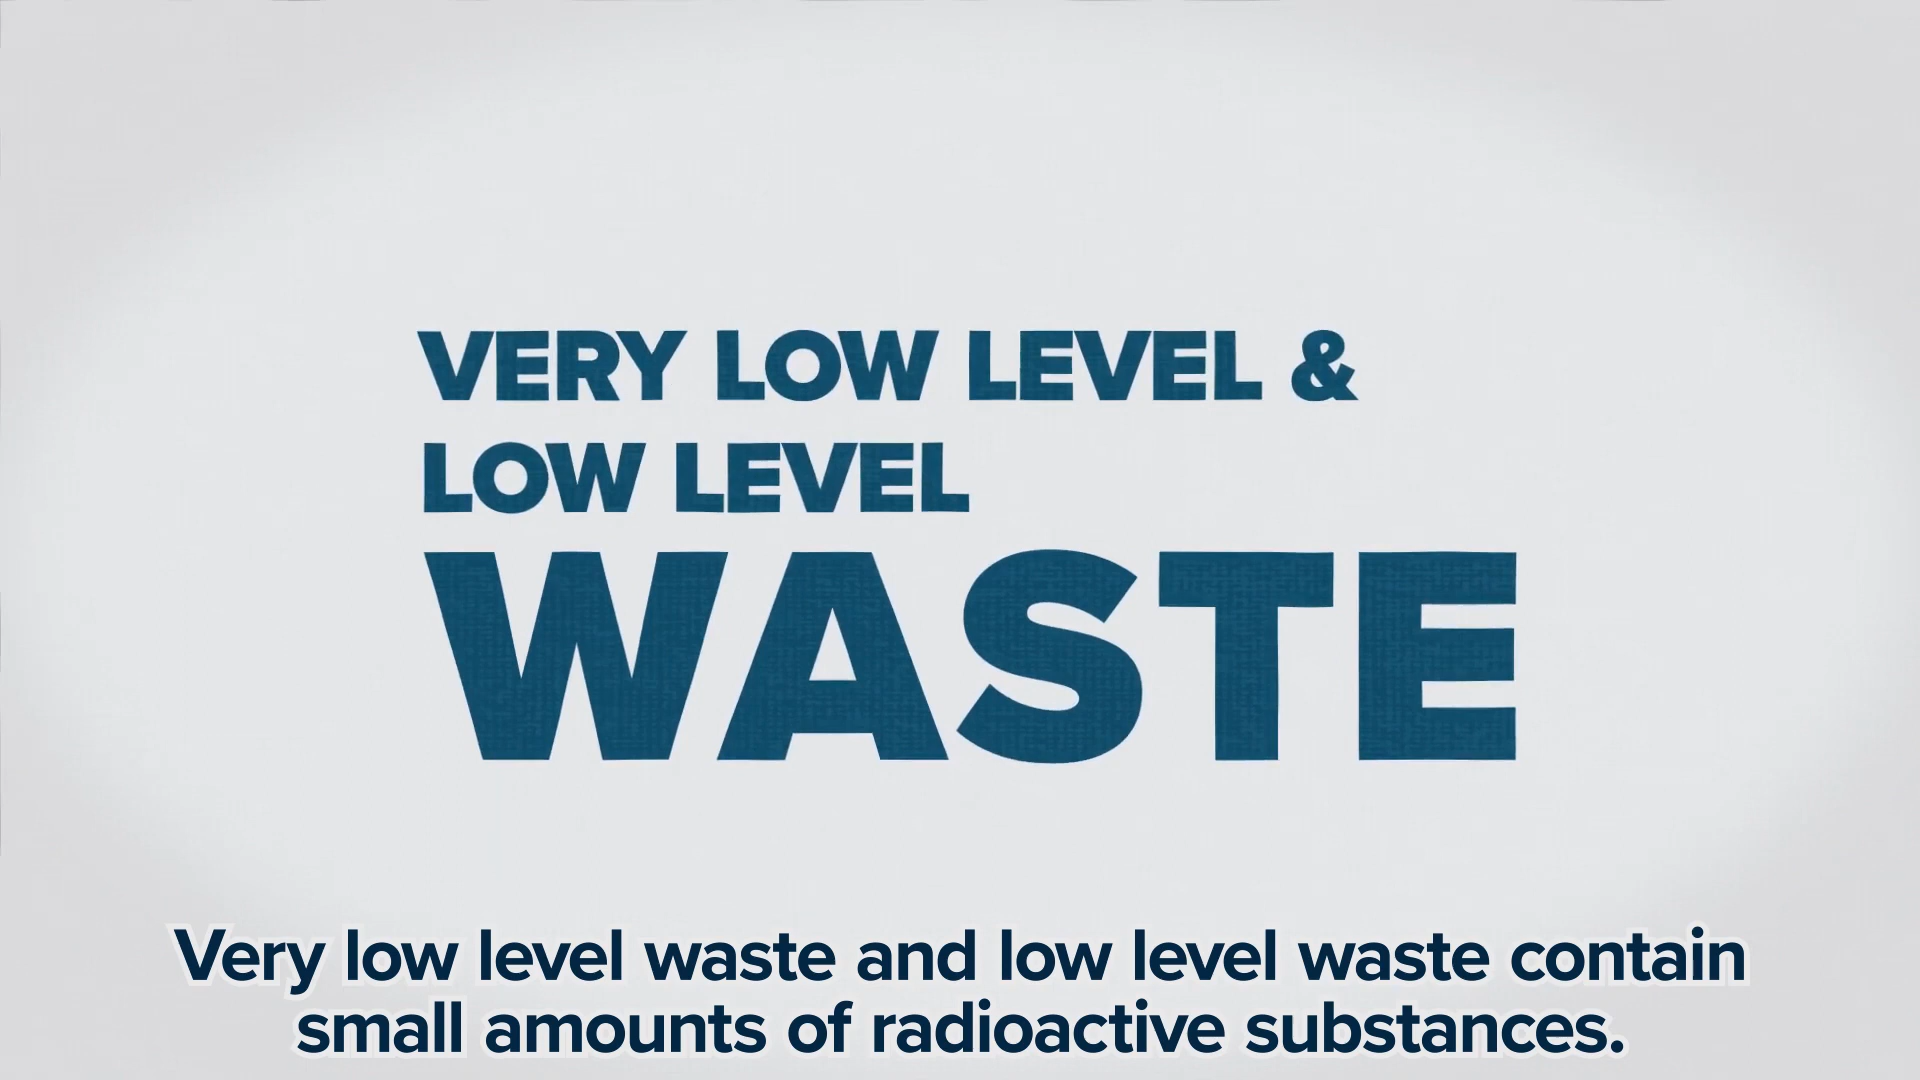 VERY LOW LEVEL &
LOW LEVEL
WASTE
Very low level waste and low level waste contain
small amounts of radioactive substances.